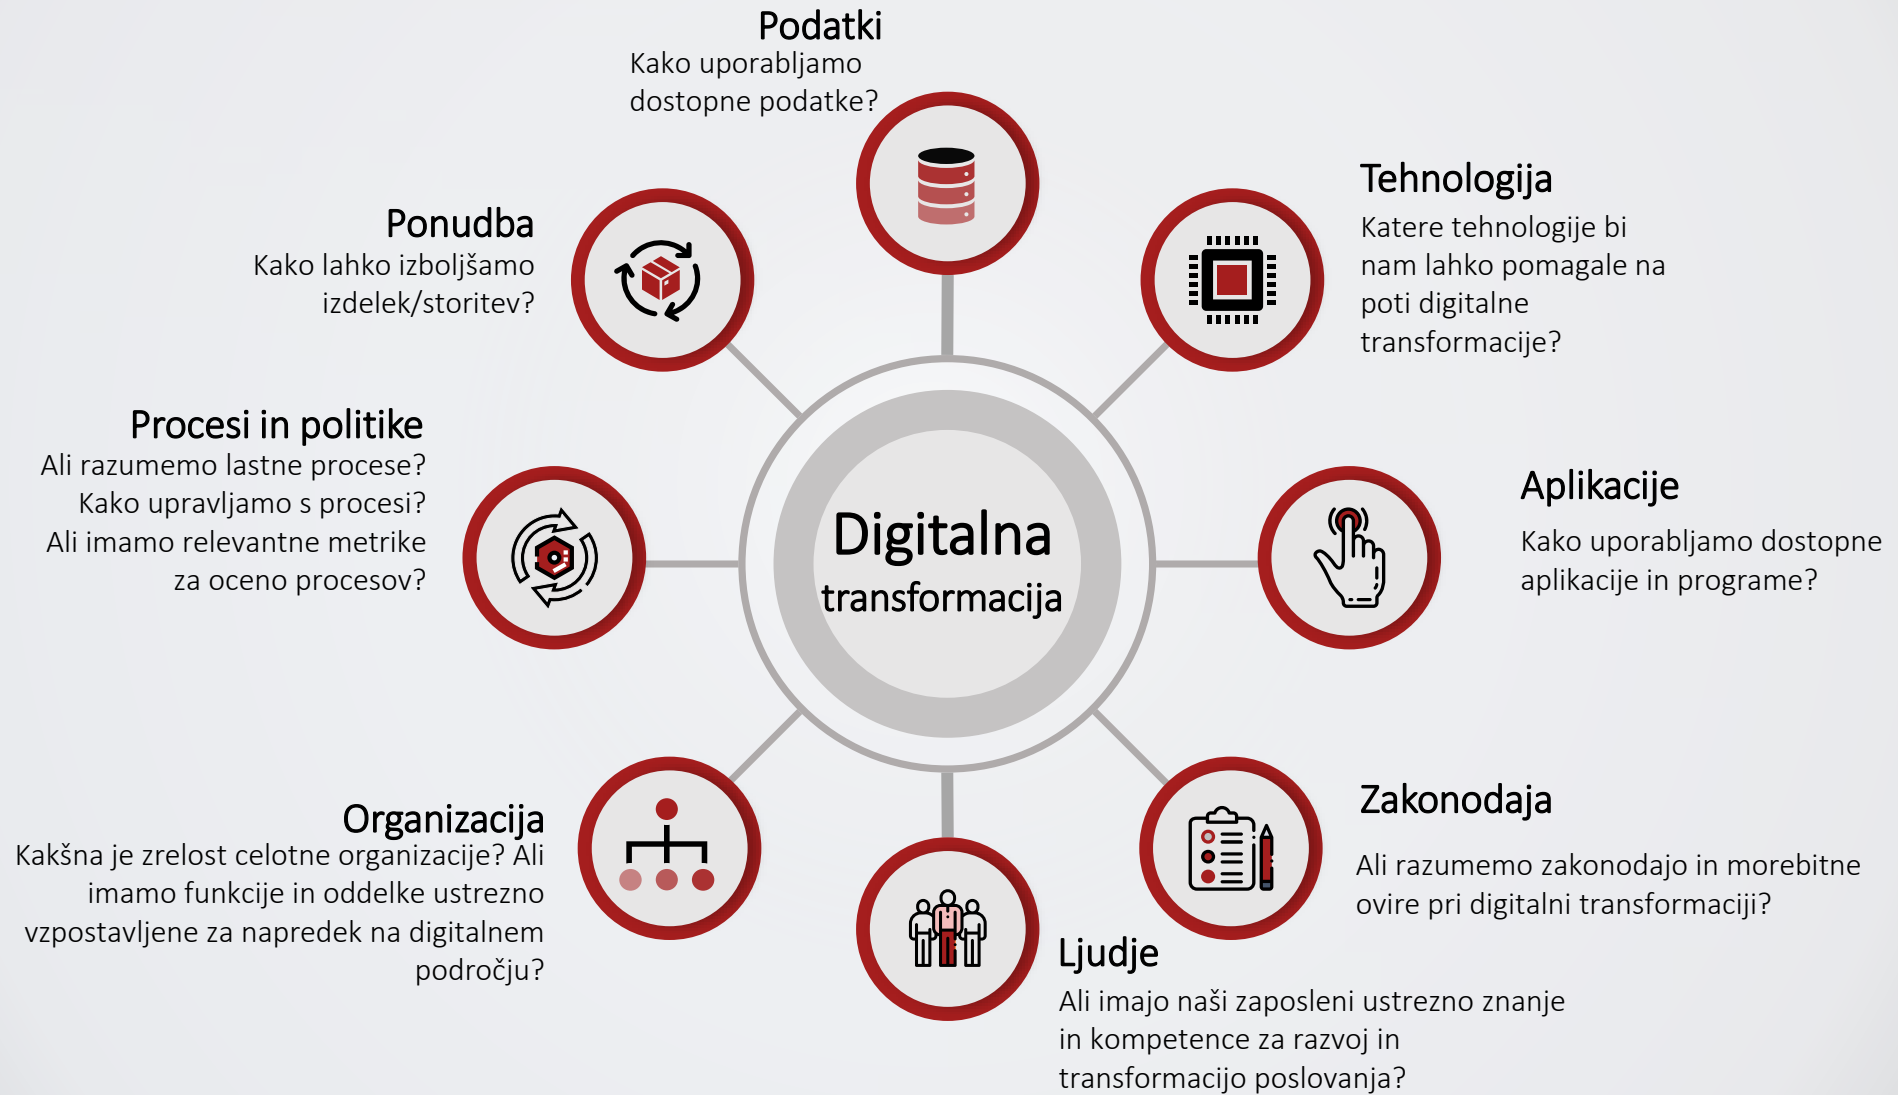 Podatki
Kako uporabljamo
dostopne podatke?
Tehnologija
Katere tehnologije bi
nam lahko pomagale na
poti digitalne
transformacije?
Ponudba
Kako lahko izboljšamo
izdelek/storitev?
Procesi in politike
Ali razumemo lastne procese?
Kako upravljamo s procesi?
Ali imamo relevantne metrike
za oceno procesov?
Digitalna
transformacija
Aplikacije
Kako uporabljamo dostopne
aplikacije in programe?
Organizacija
Kakšna je zrelost celotne organizacije? Ali
imamo funkcije in oddelke ustrezno
vzpostavljene za napredek na digitalnem
področju?
Zakonodaja
Ali razumemo zakonodajo in morebitne
ovire pri digitalni transformaciji?
Ljudje
Ali imajo naši zaposleni ustrezno znanje
in kompetence za razvoj in
transformacijo poslovanja?